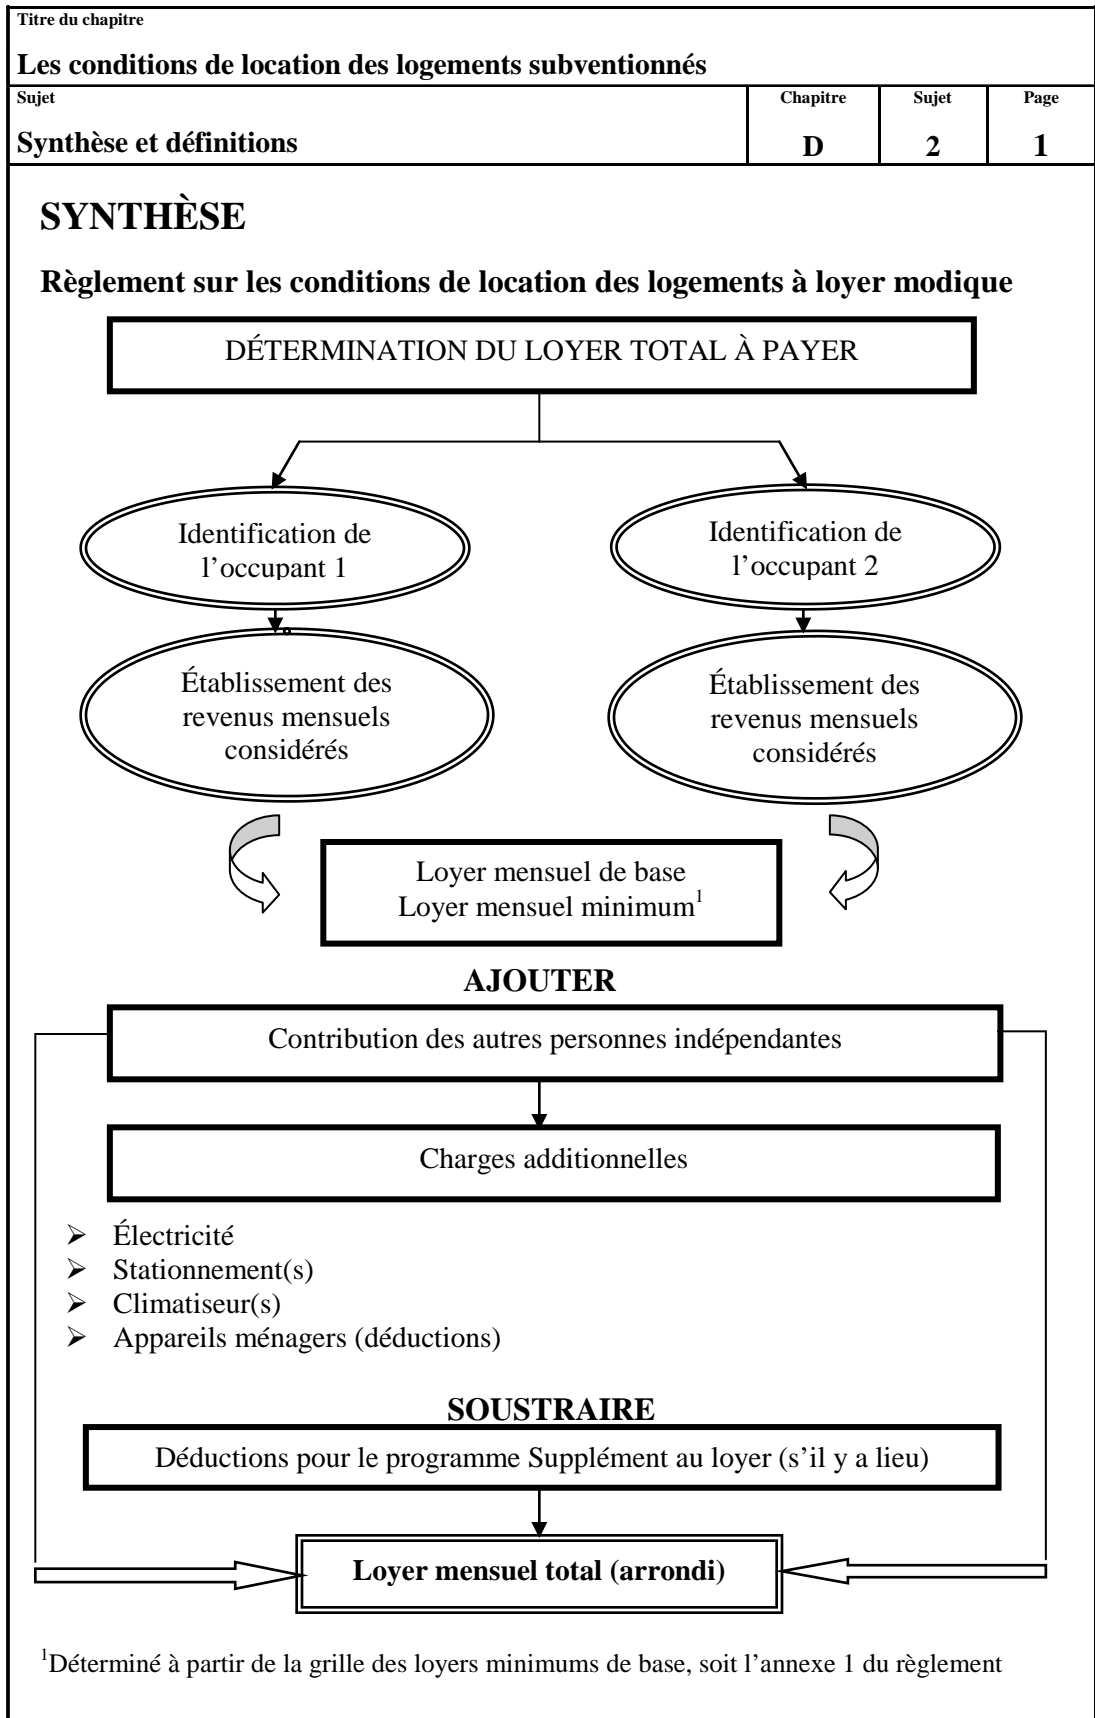 Titre du chapitre
Les conditions de location des logements subventionnés
Sujet
Synthèse et définitions
Chapitre
D
Sujet
2
Page
1
SYNTHÈSE
Règlement sur les conditions de location des logements à loyer modique
DÉTERMINATION DU LOYER TOTAL À PAYER
Identification de
l’occupant 1
Identification de
l’occupant 2
Établissement des
revenus mensuels
considérés
Établissement des
revenus mensuels
considérés
Loyer mensuel de base
Loyer mensuel minimum¹
AJOUTER
Contribution des autres personnes indépendantes
Charges additionnelles
➢ Électricité
➢ Stationnement(s)
➢ Climatiseur(s)
➢ Appareils ménagers (déductions)
SOUSTRAIRE
Déductions pour le programme Supplément au loyer (s’il y a lieu)
Loyer mensuel total (arrondi)
¹Déterminé à partir de la grille des loyers minimums de base, soit l’annexe 1 du règlement